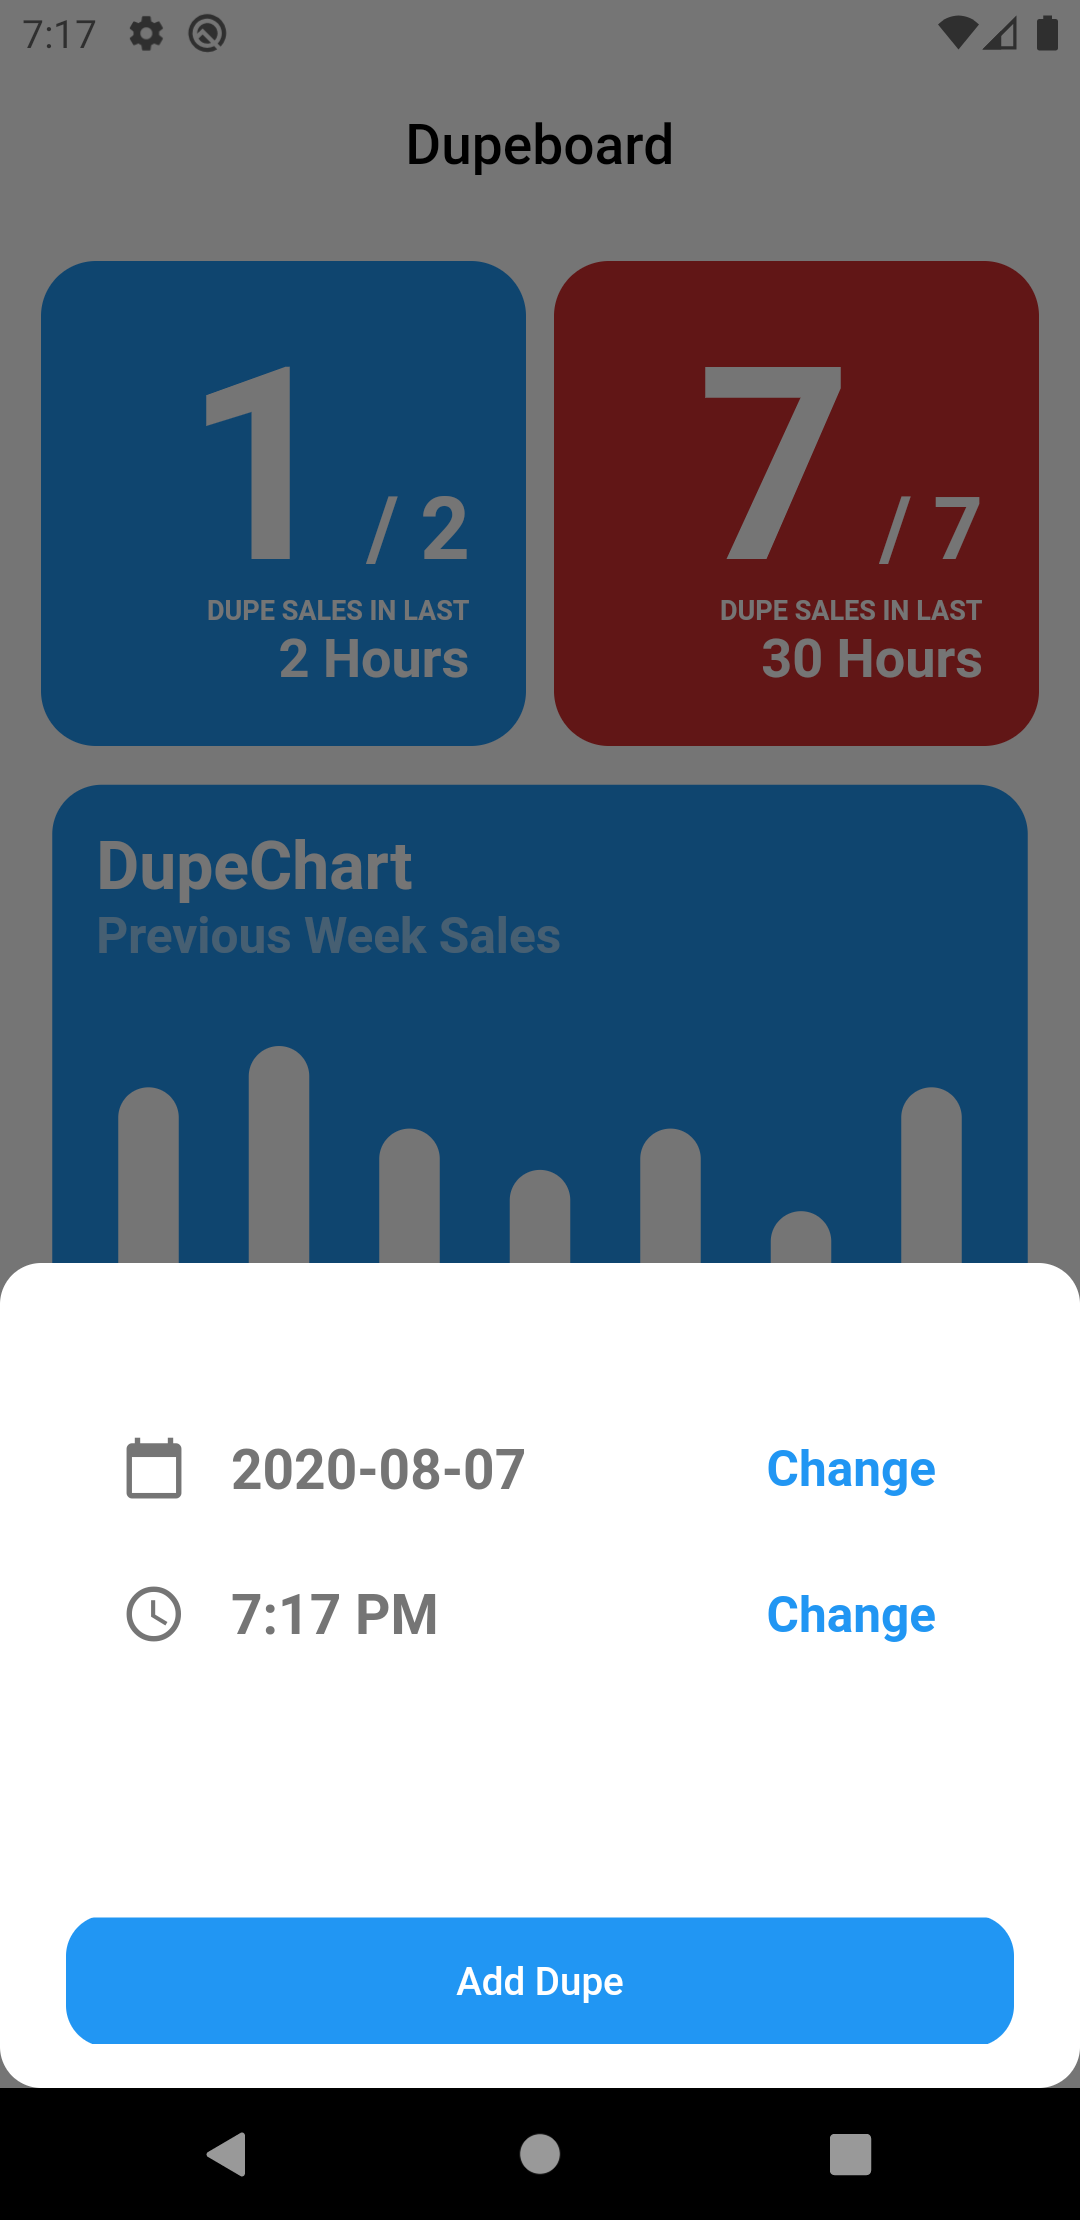 7:17
Dupeboard
1 / 2
DUPE SALES IN LAST
2 Hours
7 / 7
DUPE SALES IN LAST
30 Hours
DupeChart
Previous Week Sales
2020-08-07 Change
7:17 PM Change
Add Dupe